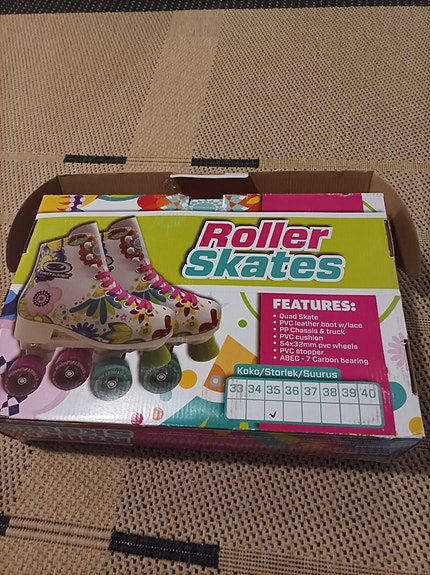 Roller
Skates
FEATURES:
• Quad Skate
• PVC leather boot w/lace
• PP Chassis & truck
• PVC cushion
• 54x32mm pvc wheels
• PVC stopper
• ABEC - 7 Carbon bearing
Koko/Storlek/Suurus
33 34 35 36 37 38 39 40
✓